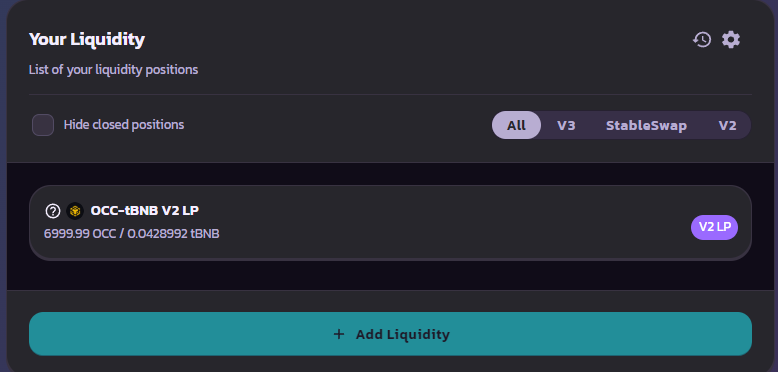 Your Liquidity
List of your liquidity positions
Hide closed positions
All V3 StableSwap V2
OCC-tBNB V2 LP
6999.99 OCC / 0.0428992 tBNB
V2 LP
+ Add Liquidity